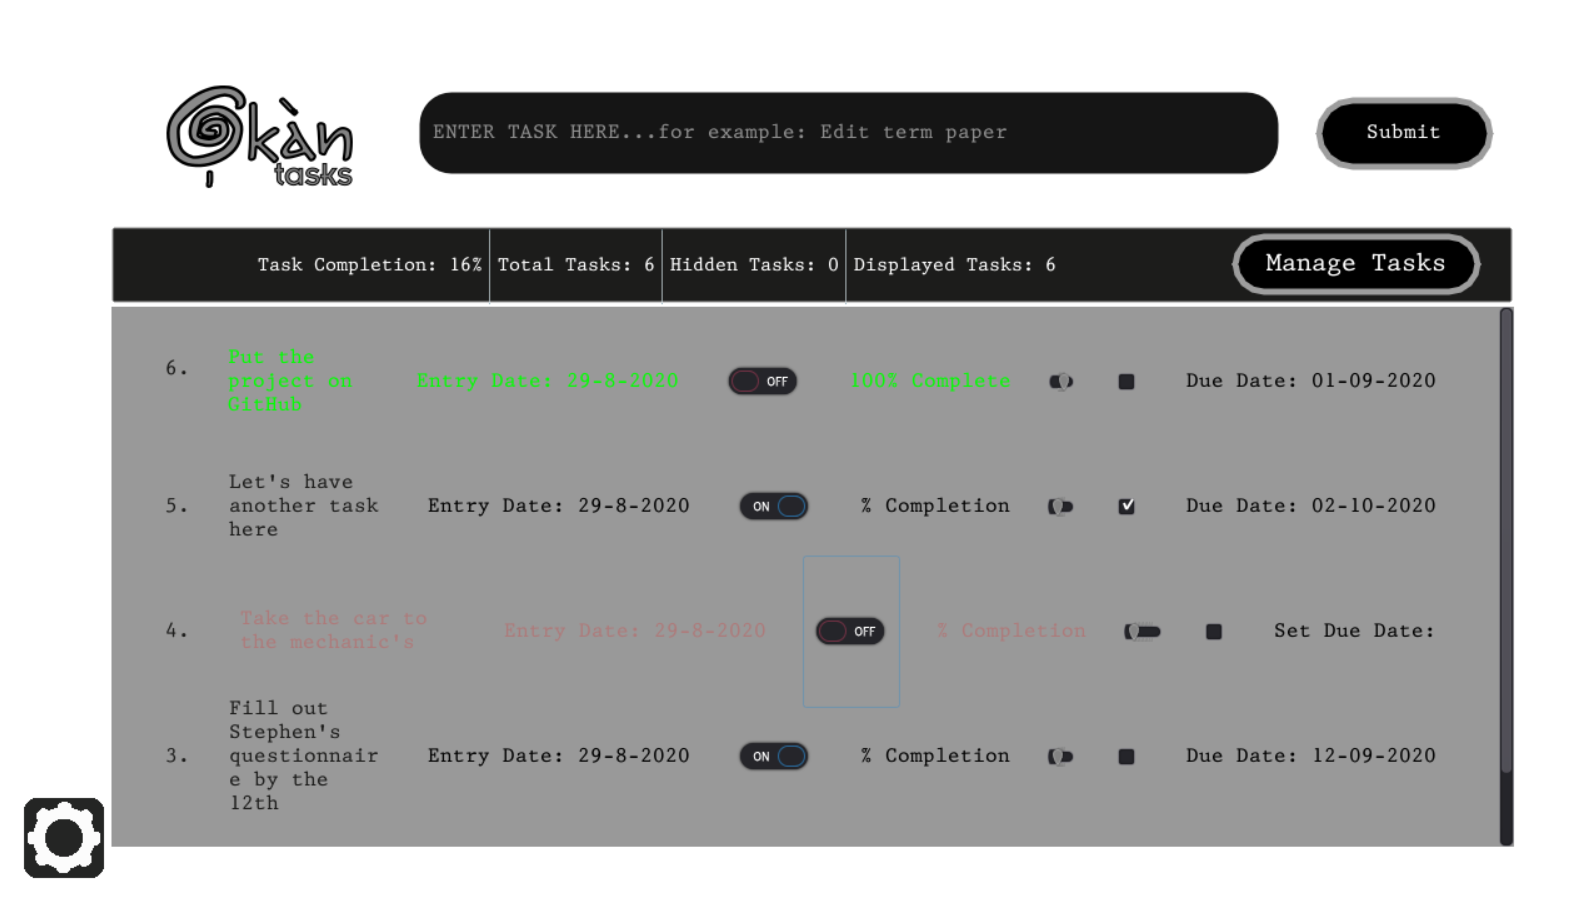 Okàn
tasks
ENTER TASK HERE...for example: Edit term paper
Submit
Task Completion: 16% Total Tasks: 6 Hidden Tasks: 0 Displayed Tasks: 6
Manage Tasks
6.
Put the
project on
GitHub
Entry Date: 29-8-2020
OFF
100% Complete
Due Date: 01-09-2020
5.
Let's have
another task
here
Entry Date: 29-8-2020
ON
% Completion
Due Date: 02-10-2020
4.
Take the car to
the mechanic's
Entry Date: 29-8-2020
OFF
% Completion
Set Due Date:
3.
Fill out
Stephen's
questionnair
e by the
12th
Entry Date: 29-8-2020
ON
% Completion
Due Date: 12-09-2020